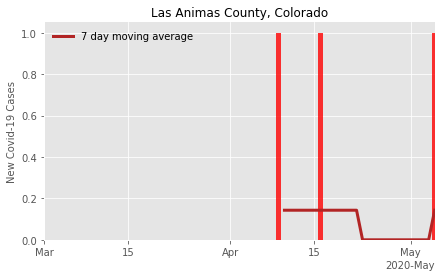 Las Animas County, Colorado
7 day moving average
New Covid-19 Cases
1.0
0.8
0.6
0.4
0.2
0.0
Mar 15 Apr 15 May
2020-May